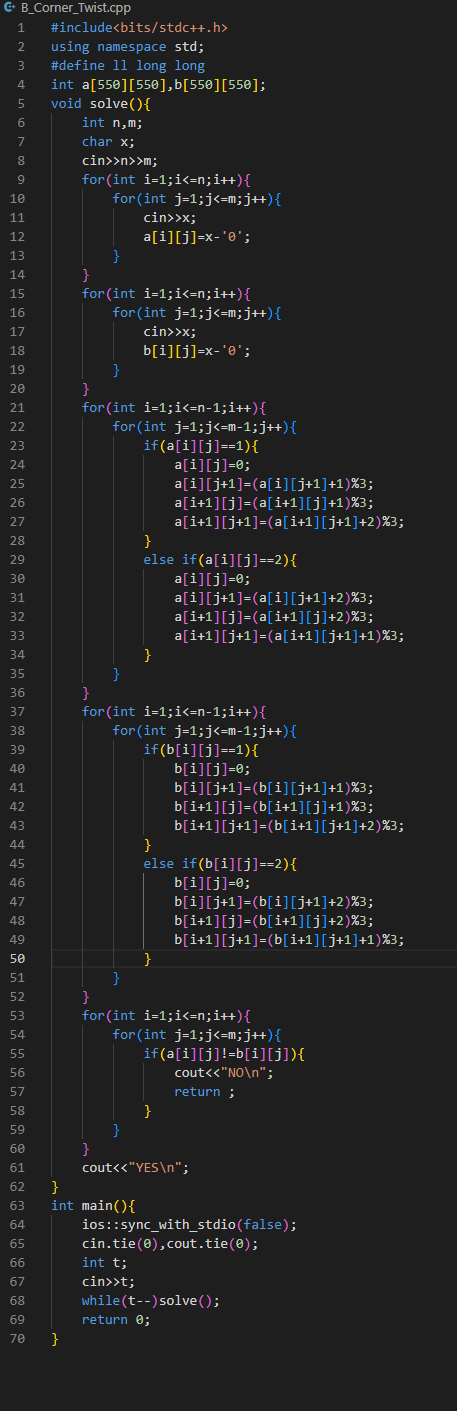 B_Corner_Twist.cpp
1 #include<bits/stdc++.h>
2 using namespace std;
3 #define ll long long
4 int a[550][550],b[550][550];
5 void solve(){
6     int n,m;
7     char x;
8     cin>>n>>m;
9     for(int i=1;i<=n;i++){
10         for(int j=1;j<=m;j++){
11             cin>>x;
12             a[i][j]=x-'0';
13         }
14     }
15     for(int i=1;i<=n;i++){
16         for(int j=1;j<=m;j++){
17             cin>>x;
18             b[i][j]=x-'0';
19         }
20     }
21     for(int i=1;i<=n-1;i++){
22         for(int j=1;j<=m-1;j++){
23             if(a[i][j]==1){
24                 a[i][j]=0;
25                 a[i][j+1]=(a[i][j+1]+1)%3;
26                 a[i+1][j]=(a[i+1][j]+1)%3;
27                 a[i+1][j+1]=(a[i+1][j+1]+2)%3;
28             }
29             else if(a[i][j]==2){
30                 a[i][j]=0;
31                 a[i][j+1]=(a[i][j+1]+2)%3;
32                 a[i+1][j]=(a[i+1][j]+2)%3;
33                 a[i+1][j+1]=(a[i+1][j+1]+1)%3;
34             }
35         }
36     }
37     for(int i=1;i<=n-1;i++){
38         for(int j=1;j<=m-1;j++){
39             if(b[i][j]==1){
40                 b[i][j]=0;
41                 b[i][j+1]=(b[i][j+1]+1)%3;
42                 b[i+1][j]=(b[i+1][j]+1)%3;
43                 b[i+1][j+1]=(b[i+1][j+1]+2)%3;
44             }
45             else if(b[i][j]==2){
46                 b[i][j]=0;
47                 b[i][j+1]=(b[i][j+1]+2)%3;
48                 b[i+1][j]=(b[i+1][j]+2)%3;
49                 b[i+1][j+1]=(b[i+1][j+1]+1)%3;
50             }
51         }
52     }
53     for(int i=1;i<=n;i++){
54         for(int j=1;j<=m;j++){
55             if(a[i][j]!=b[i][j]){
56                 cout<<"NO\n";
57                 return ;
58             }
59         }
60     }
61     cout<<"YES\n";
62 }
63 int main(){
64     ios::sync_with_stdio(false);
65     cin.tie(0),cout.tie(0);
66     int t;
67     cin>>t;
68     while(t--)solve();
69     return 0;
70 }